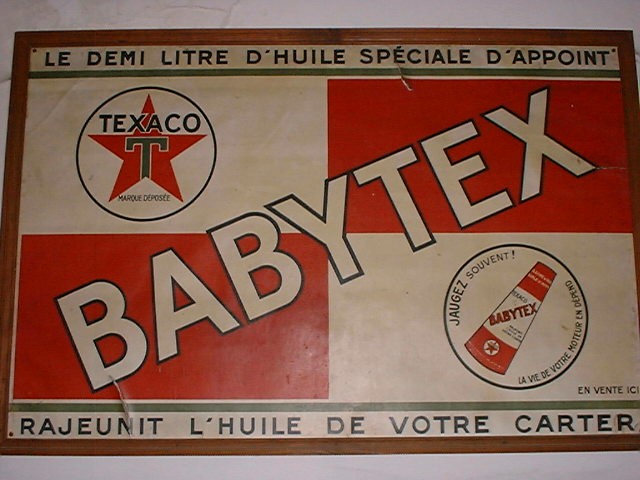 LE DEMI LITRE D'HUILE SPÉCIALE D'APPOINT
TEXACO
T
MARQUE DÉPOSÉE
BABYTEX
JAUGEZ SOUVENT!
LA VIE DE VOTRE MOTEUR EN DÉPEND
TEXACO
BABYTEX
EN VENTE ICI
RAJEUNIT L'HUILE DE VOTRE CARTER